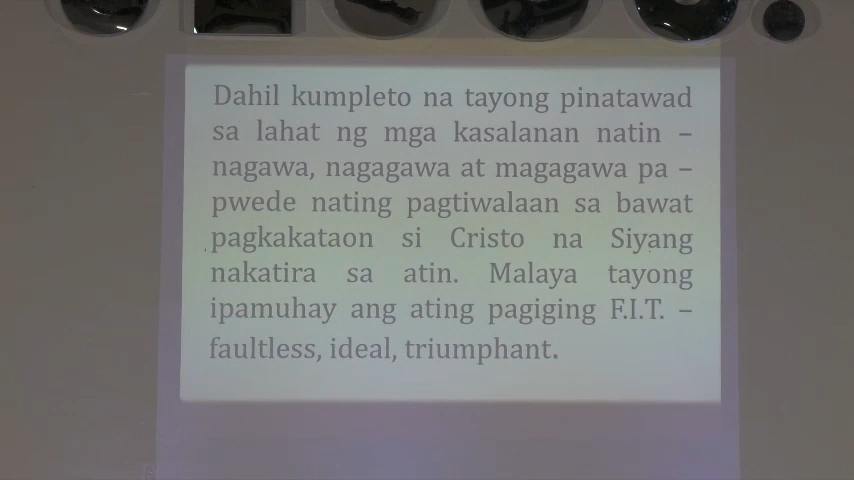 Dahil kumpleto na tayong pinatawad
sa lahat ng mga kasalanan natin –
nagawa, nagagawa at magagawa pa –
pwede nating pagtiwalaan sa bawat
pagkakataon si Cristo na Siyang
nakatira sa atin. Malaya tayong
ipamuhay ang ating pagiging F.I.T. –
faultless, ideal, triumphant.